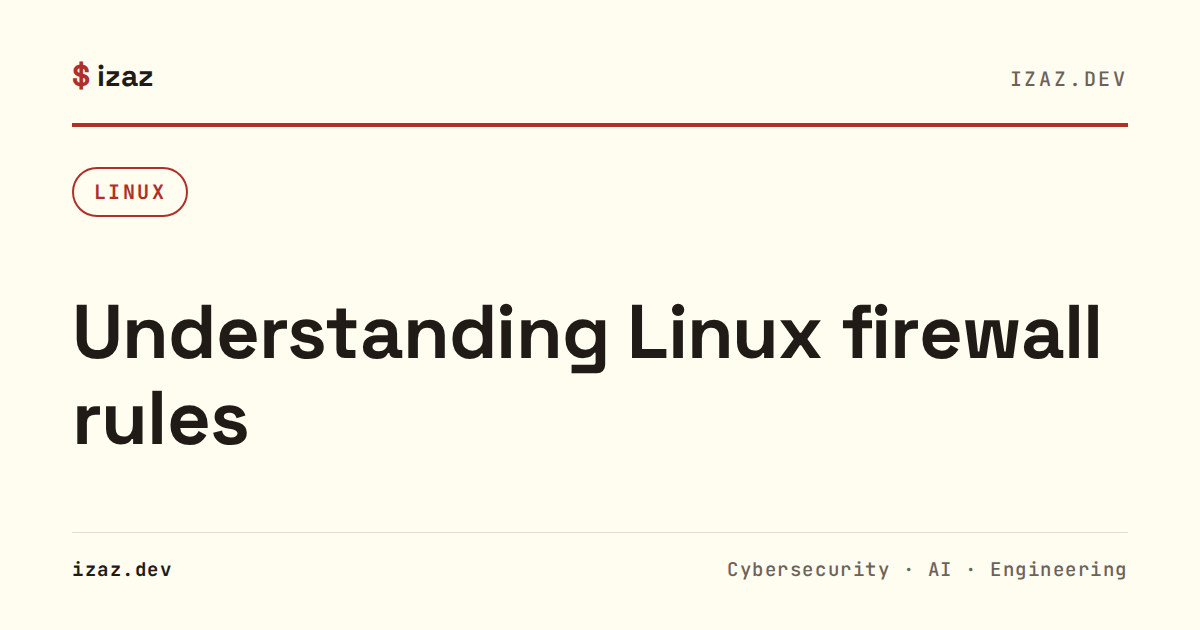 $ izaz
IZAZ.DEV
LINUX
Understanding Linux firewall
rules
izaz.dev
Cybersecurity · AI · Engineering